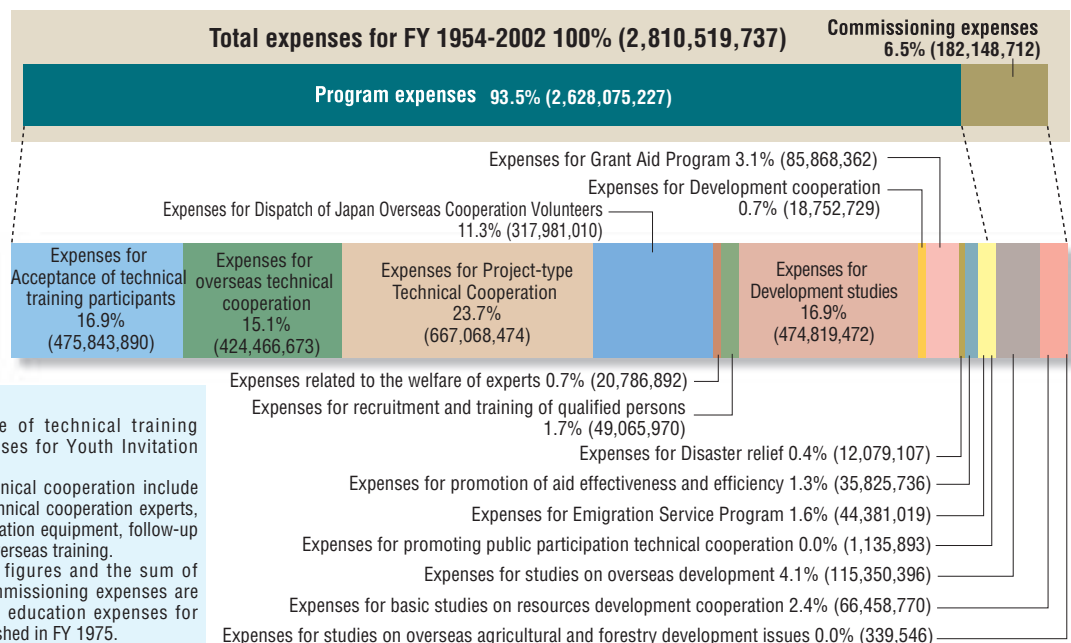 Total expenses for FY 1954-2002 100% (2,810,519,737)
Commissioning expenses
6.5% (182,148,712)
Program expenses 93.5% (2,628,075,227)
Expenses for Grant Aid Program 3.1% (85,868,362)
Expenses for Development cooperation
0.7% (18,752,729)
Expenses for Dispatch of Japan Overseas Cooperation Volunteers
11.3% (317,981,010)
Expenses for
Acceptance of technical
training participants
16.9%
(475,843,890)
Expenses for
overseas technical
cooperation
15.1%
(424,466,673)
Expenses for Project-type
Technical Cooperation
23.7%
(667,068,474)
Expenses for
Development studies
16.9%
(474,819,472)
Expenses related to the welfare of experts 0.7% (20,786,892)
Expenses for recruitment and training of qualified persons
1.7% (49,065,970)
Expenses for Disaster relief 0.4% (12,079,107)
Expenses for promotion of aid effectiveness and efficiency 1.3% (35,825,736)
Expenses for Emigration Service Program 1.6% (44,381,019)
Expenses for promoting public participation technical cooperation 0.0% (1,135,893)
Expenses for studies on overseas development 4.1% (115,350,396)
Expenses for basic studies on resources development cooperation 2.4% (66,458,770)
Expenses for studies on overseas agricultural and forestry development issues 0.0% (339,546)
of technical training
for Youth Invitation
cooperation include
cooperation experts,
equipment, follow-up
training.
figures and the sum of
expenses are
education expenses for
in FY 1975.